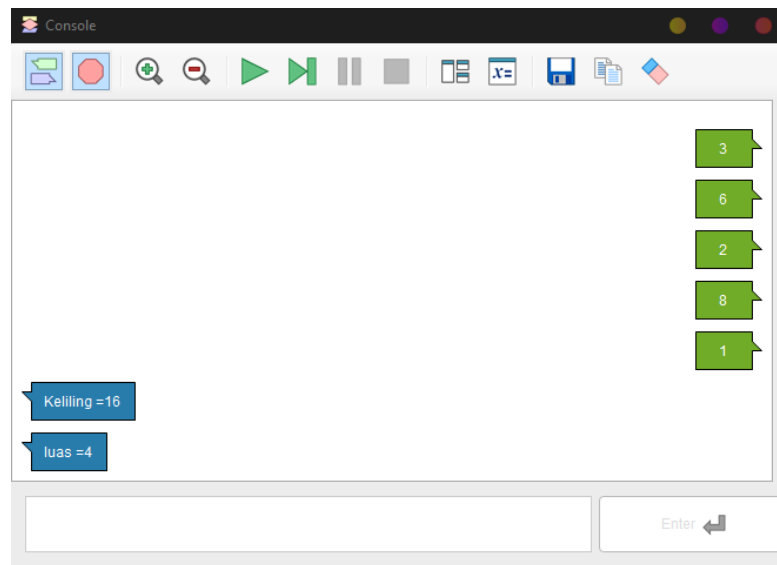 Console
x=
3
6
2
8
1
Keliling =16
luas =4
Enter